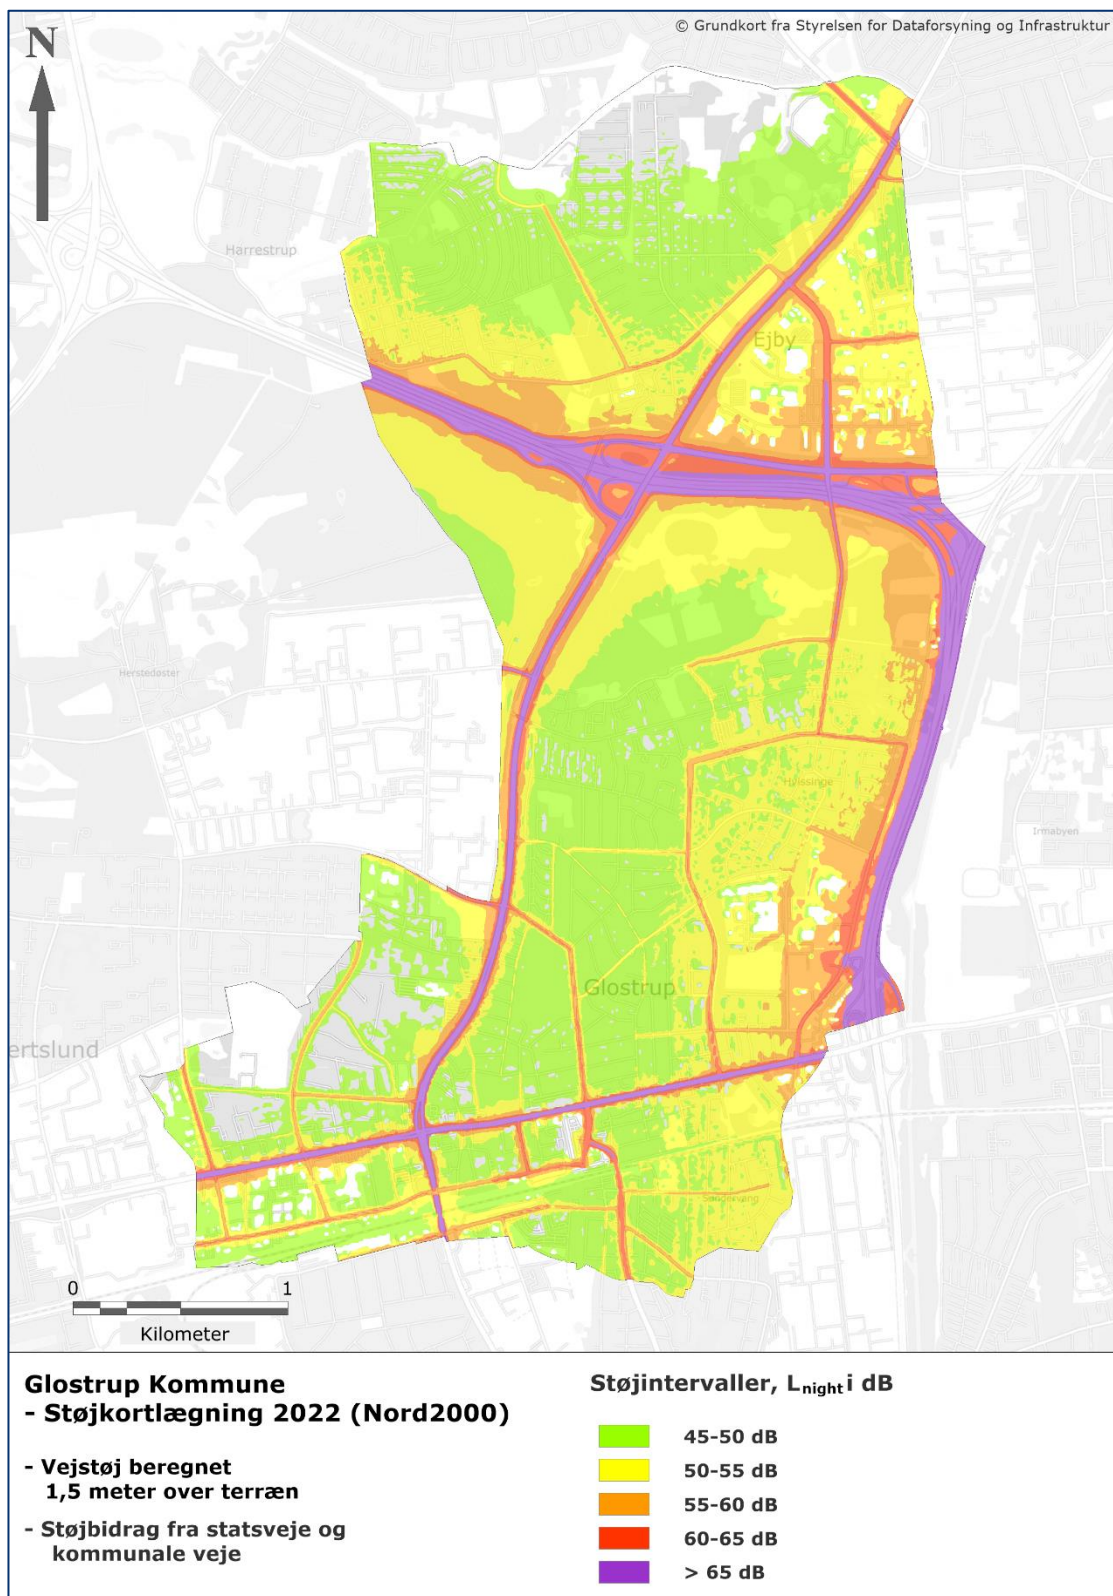 © Grundkort fra Styrelsen for Dataforsyning og Infrastruktur
N
Harrestrup
Ejby
Herstedøster
Hvissinge
Irmabyen
Glostrup
ertslund
Søndervang
0 1
Kilometer
Glostrup Kommune
- Støjkortlægning 2022 (Nord2000)
- Vejstøj beregnet
1,5 meter over terræn
- Støjbidrag fra statsveje og
kommunale veje
Støjintervaller, Lnight i dB
45-50 dB
50-55 dB
55-60 dB
60-65 dB
> 65 dB